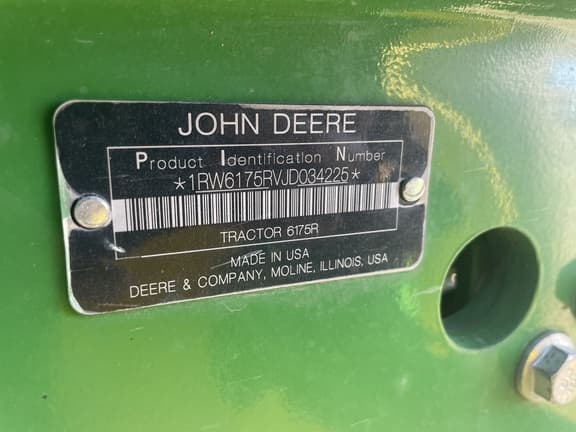 JOHN DEERE
Product Identification Number
*1RW6175RVJD034225*
TRACTOR 6175R
MADE IN USA
DEERE & COMPANY, MOLINE, ILLINOIS, USA